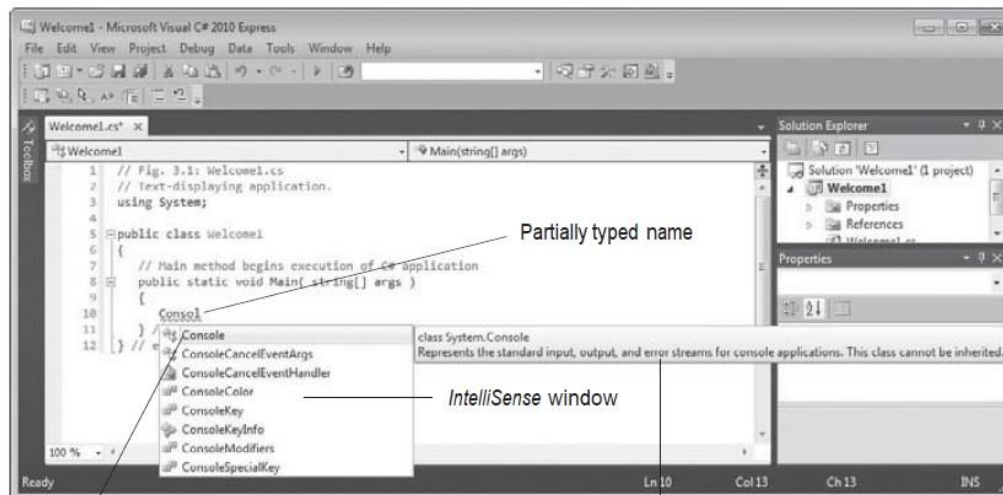 Welcome1 - Microsoft Visual C# 2010 Express
File Edit View Project Debug Data Tools Window Help
Toolbox
Welcome1.cs* ×
Welcome1
Main(string[] args)
1 // Fig. 3.1: Welcome1.cs
2 // Text-displaying application.
3 using System;
4
5 public class Welcome1
6 {
7 // Main method begins execution of C# application
8 public static void Main( string[] args )
9 {
10 Consol
11 } /
12 } // e
Partially typed name
Console
ConsoleCancelEventArgs
ConsoleCancelEventHandler
ConsoleColor
ConsoleKey
ConsoleKeyInfo
ConsoleModifiers
ConsoleSpecialKey
class System.Console
Represents the standard input, output, and error streams for console applications. This class cannot be inherited.
IntelliSense window
Solution Explorer
Solution 'Welcome1' (1 project)
Welcome1
Properties
References
Welcome1.cs
Properties
100 %
Ready
Ln 10 Col 13 Ch 13 INS